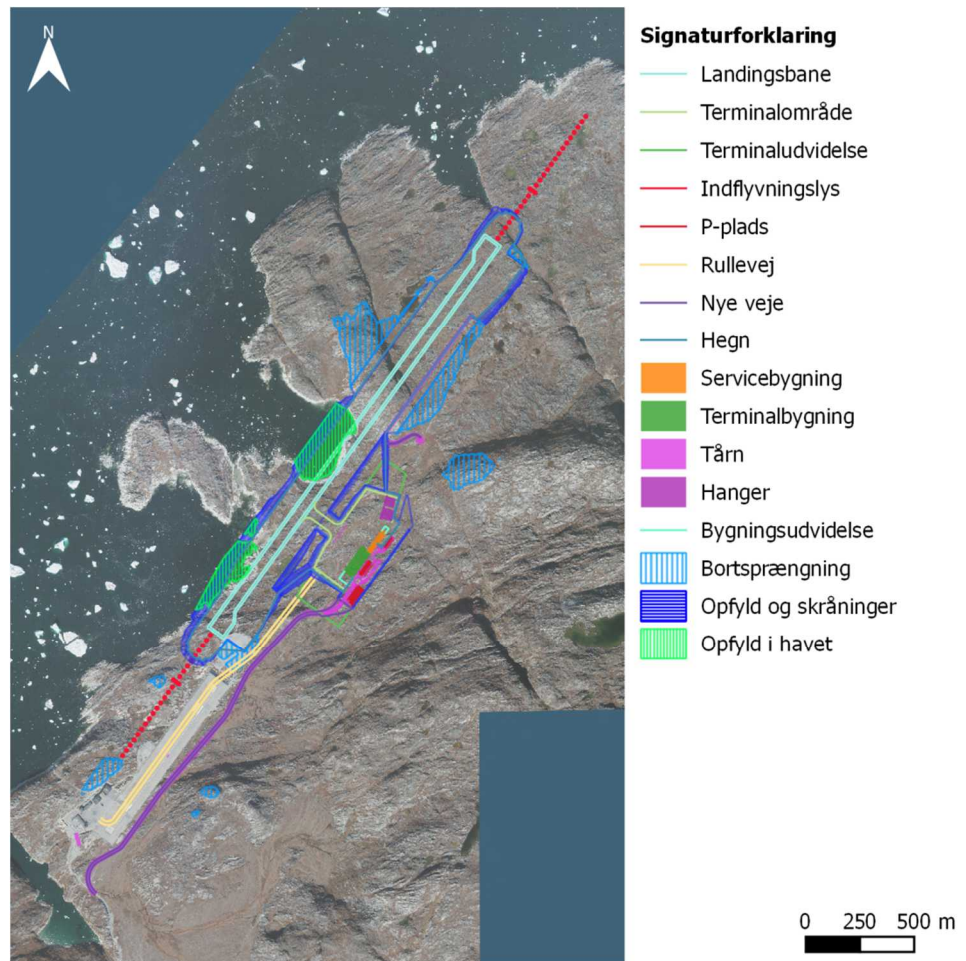 N
Signaturforklaring
Landingsbane
Terminalområde
Terminaludvidelse
Indflyvningslys
P-plads
Rullevej
Nye veje
Hegn
Servicebygning
Terminalbygning
Tårn
Hanger
Bygningsudvidelse
Bortsprængning
Opfyld og skråninger
Opfyld i havet
0 250 500 m